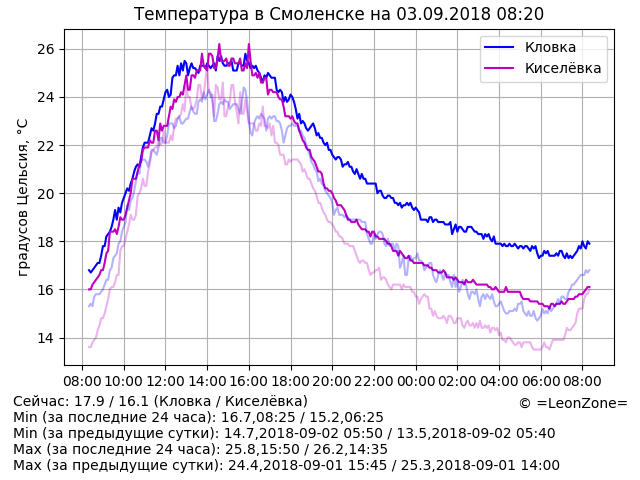 Температура в Смоленске на 03.09.2018 08:20
Кловка
Киселёвка
градусов Цельсия, °C
26
24
22
20
18
16
14
08:00 10:00 12:00 14:00 16:00 18:00 20:00 22:00 00:00 02:00 04:00 06:00 08:00
Сейчас: 17.9 / 16.1 (Кловка / Киселёвка)
© =LeonZone=
Min (за последние 24 часа): 16.7,08:25 / 15.2,06:25
Min (за предыдущие сутки): 14.7,2018-09-02 05:50 / 13.5,2018-09-02 05:40
Max (за последние 24 часа): 25.8,15:50 / 26.2,14:35
Max (за предыдущие сутки): 24.4,2018-09-01 15:45 / 25.3,2018-09-01 14:00